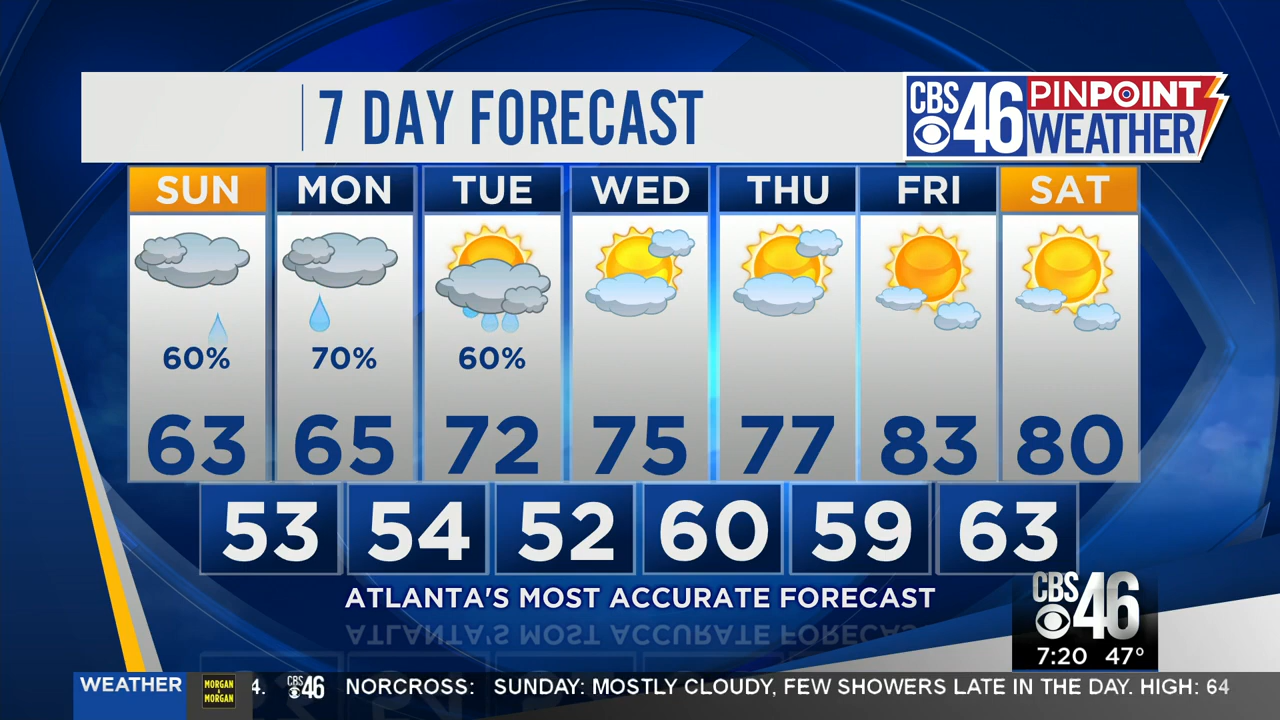 7 DAY FORECAST
CBS 46 PINPOINT WEATHER
SUN MON TUE WED THU FRI SAT
60% 70% 60%
63 65 72 75 77 83 80
53 54 52 60 59 63
ATLANTA'S MOST ACCURATE FORECAST
CBS 46
7:20 47°
WEATHER MORGAN & MORGAN 4. CBS 46 NORCROSS: SUNDAY: MOSTLY CLOUDY, FEW SHOWERS LATE IN THE DAY. HIGH: 64